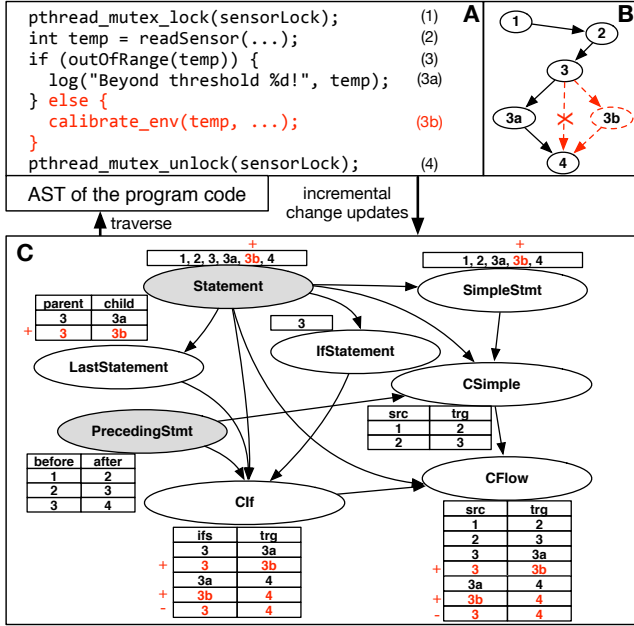 A
pthread_mutex_lock(sensorLock); (1)
int temp = readSensor(...); (2)
if (outOfRange(temp)) { (3)
log("Beyond threshold %d!", temp); (3a)
} else {
calibrate_env(temp, ...); (3b)
}
pthread_mutex_unlock(sensorLock); (4)
B
1
2
3
3a
3b
4
AST of the program code
traverse
incremental
change updates
C
+
1, 2, 3, 3a, 3b, 4
Statement
+
1, 2, 3a, 3b, 4
SimpleStmt
parent child
3 3a
+ 3 3b
LastStatement
3
IfStatement
CSimple
src trg
1 2
2 3
PrecedingStmt
before after
1 2
2 3
3 4
CIf
ifs trg
3 3a
+ 3 3b
3a 4
+ 3b 4
- 3 4
CFlow
src trg
1 2
2 3
3 3a
+ 3 3b
3a 4
+ 3b 4
- 3 4